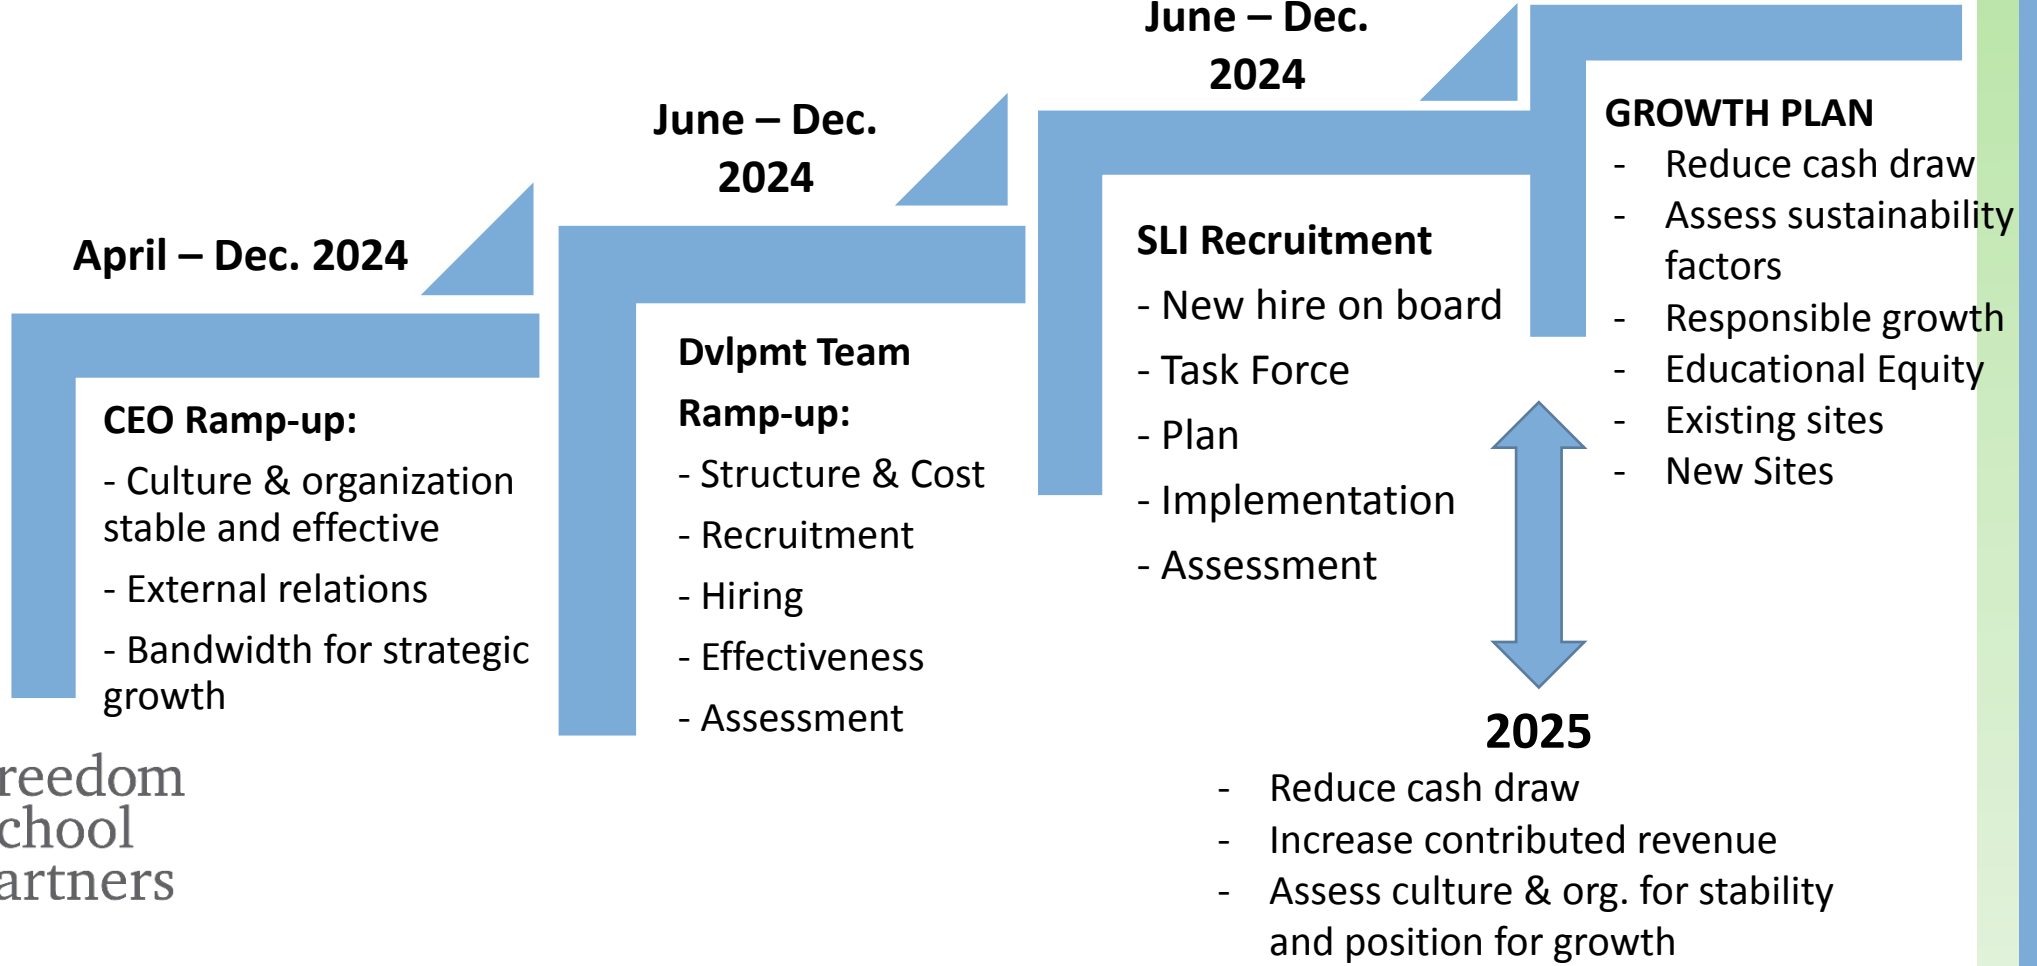 April – Dec. 2024
CEO Ramp-up:
- Culture & organization
stable and effective
- External relations
- Bandwidth for strategic
growth
June – Dec.
2024
Dvlpmt Team
Ramp-up:
- Structure & Cost
- Recruitment
- Hiring
- Effectiveness
- Assessment
June – Dec.
2024
SLI Recruitment
- New hire on board
- Task Force
- Plan
- Implementation
- Assessment
GROWTH PLAN
- Reduce cash draw
- Assess sustainability
factors
- Responsible growth
- Educational Equity
- Existing sites
- New Sites
2025
- Reduce cash draw
- Increase contributed revenue
- Assess culture & org. for stability
and position for growth
reedom
chool
artners